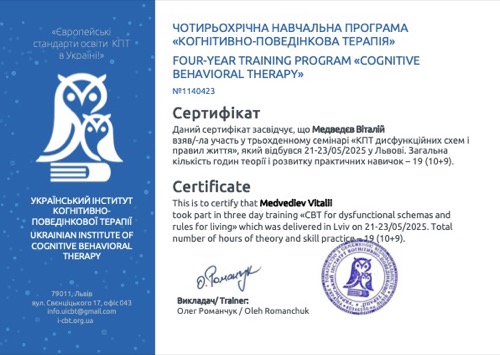 «Європейські
стандарти освіти КПТ
в Україні!»
УКРАЇНСЬКИЙ ІНСТИТУТ
КОГНІТИВНО-
ПОВЕДІНКОВОЇ ТЕРАПІЇ
UKRAINIAN INSTITUTE OF
COGNITIVE BEHAVIORAL
THERAPY
79011, Львів
вул.Свєнціцького 17, офіс 043
info.uicbt@gmail.com
i-cbt.org.ua
ЧОТИРЬОХРІЧНА НАВЧАЛЬНА ПРОГРАМА
«КОГНІТИВНО-ПОВЕДІНКОВА ТЕРАПІЯ»
FOUR-YEAR TRAINING PROGRAM «COGNITIVE
BEHAVIORAL THERAPY»
№1140423
Сертифікат
Даний сертифікат засвідчує, що Медведєв Віталій
взяв/-ла участь у трьохденному семінарі «КПТ дисфункційних схем і
правил життя», який відбувся 21-23/05/2025 у Львові. Загальна
кількість годин теорії і розвитку практичних навичок – 19 (10+9).
Certificate
This is to certify that Medvediev Vitalii
took part in three day training «CBT for dysfunctional schemas and
rules for living» which was delivered in Lviv on 21-23/05/2025. Total
number of hours of theory and skill practice – 19 (10+9).
О. Романчук
Викладач/ Trainer:
Олег Романчук / Oleh Romanchuk